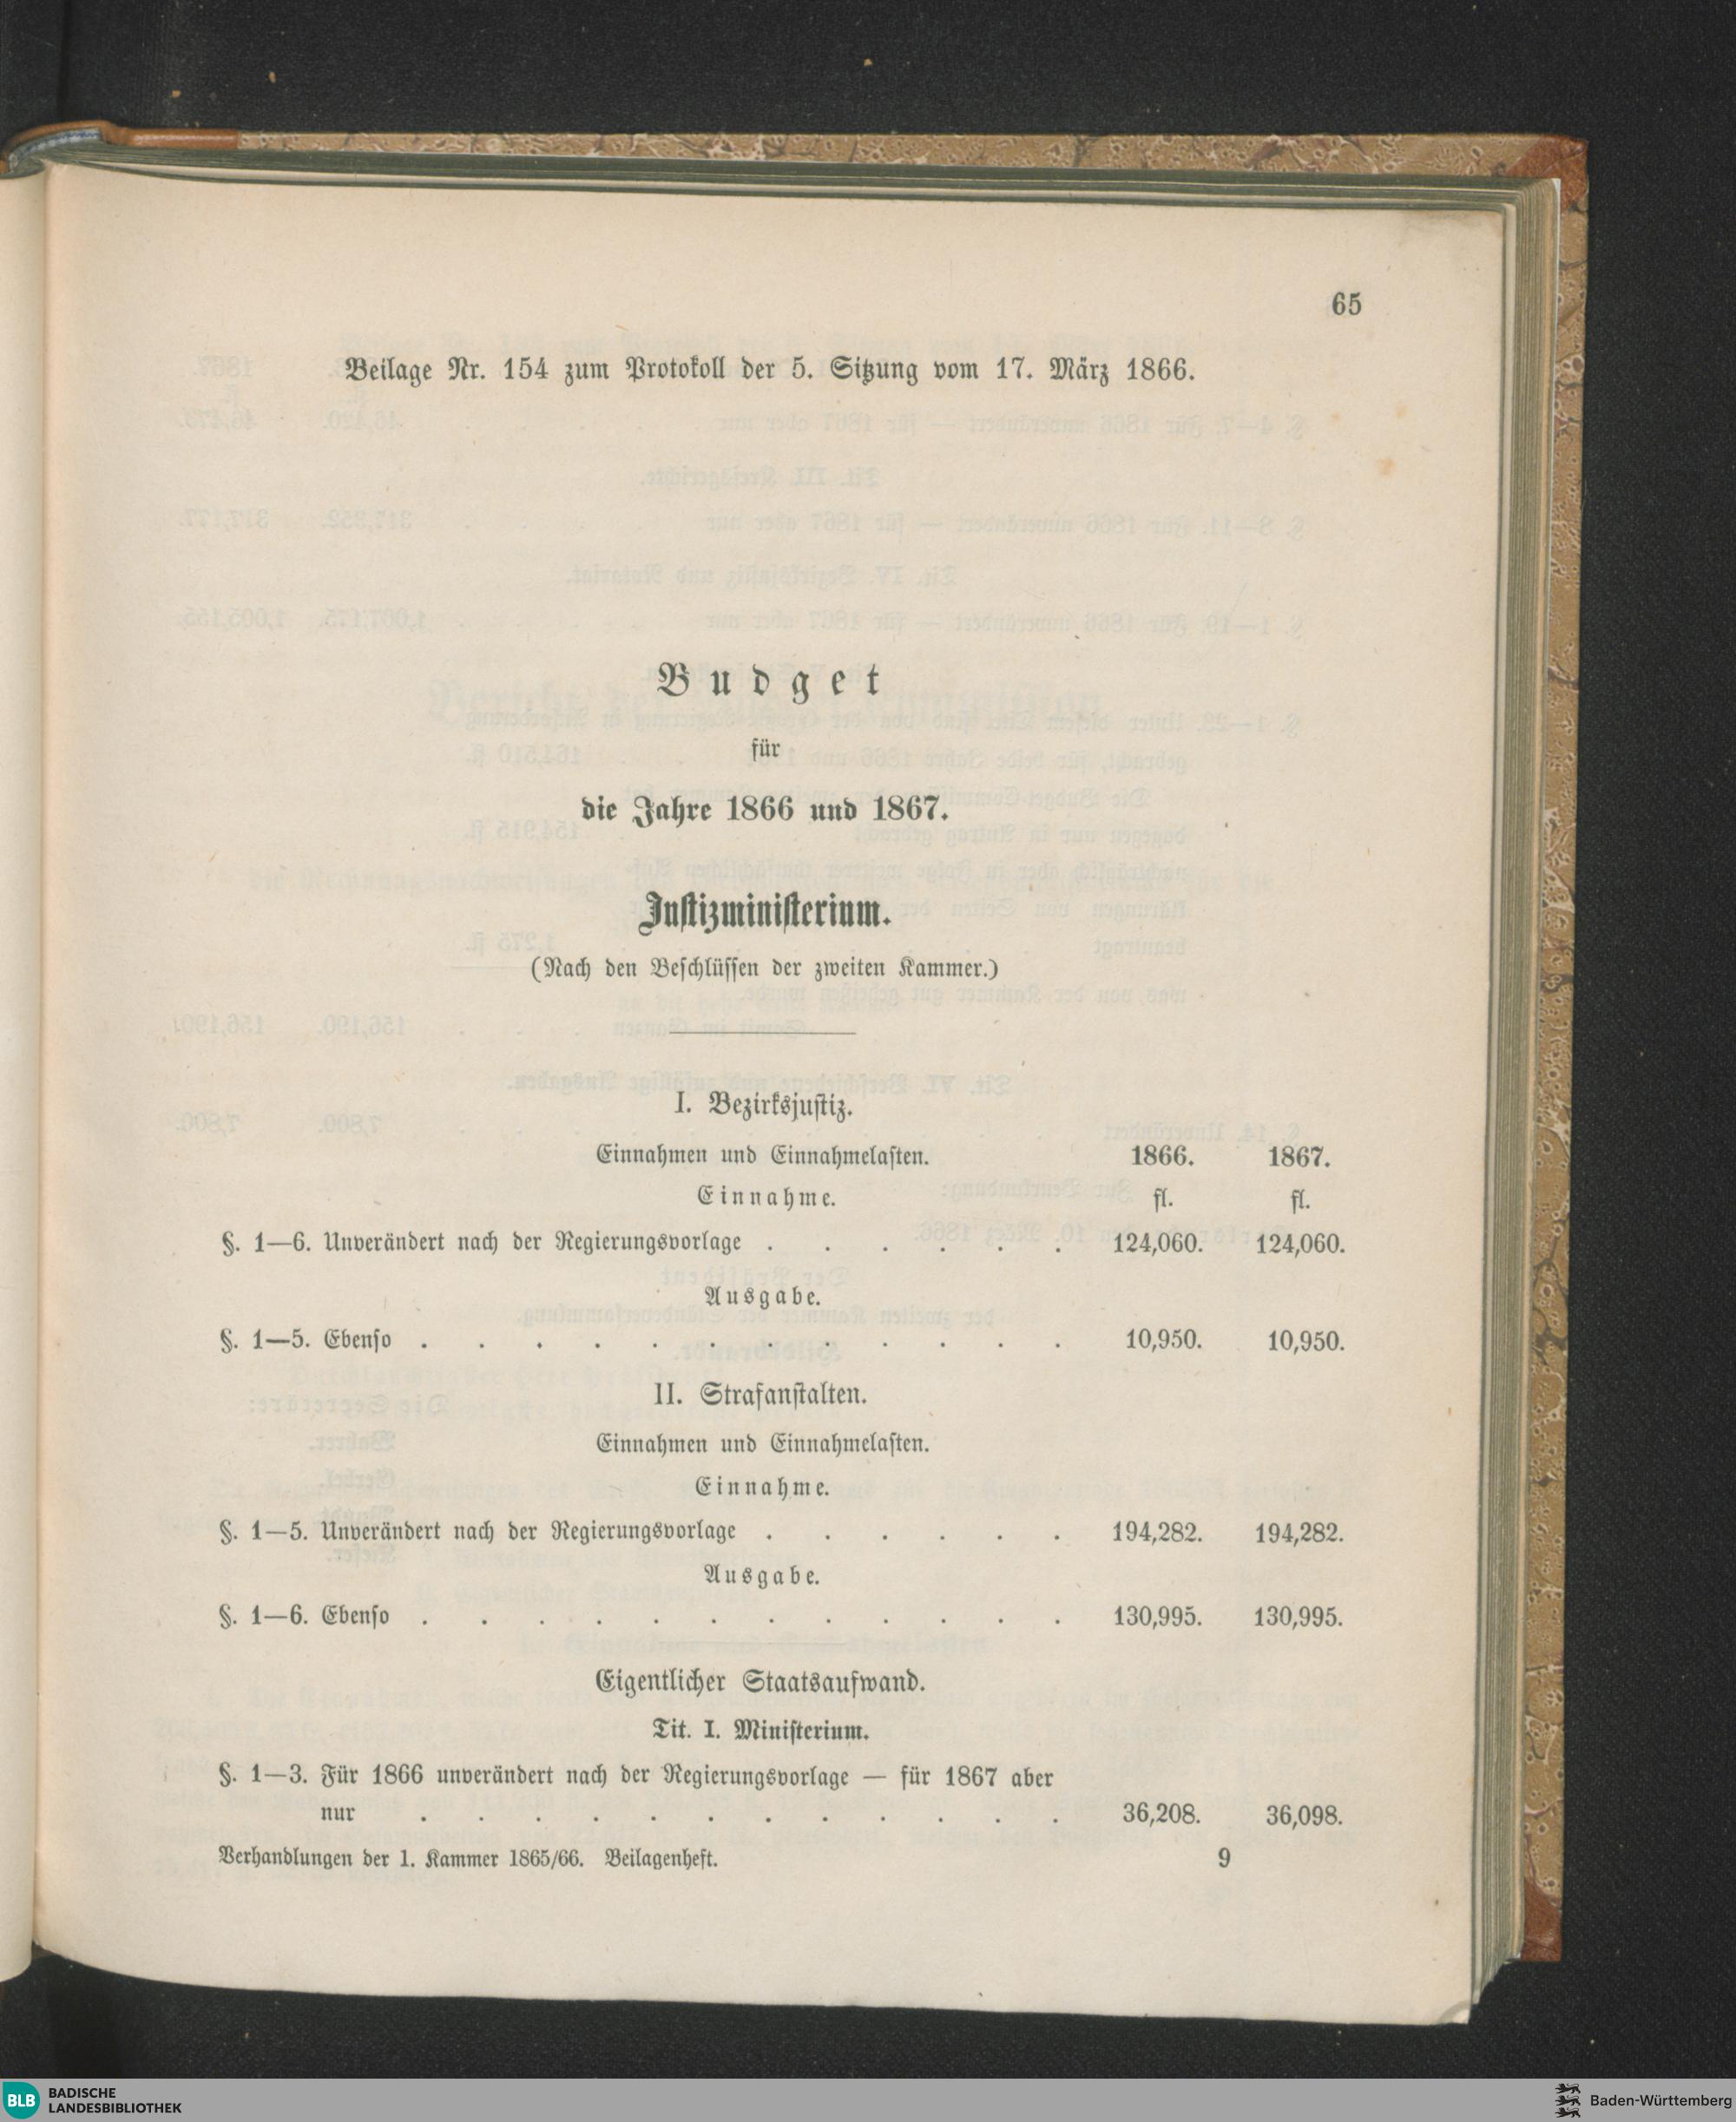 65
Beilage Nr. 154 zum Protokoll der 5. Sitzung vom 17. März 1866.
Budget
für
die Jahre 1866 und 1867.
Justizministerium.
(Nach den Beschlüssen der zweiten Kammer.)
I. Bezirksjustiz.
Einnahmen und Einnahmelasten. 1866. 1867.
Einnahme. fl. fl.
§. 1—6. Unverändert nach der Regierungsvorlage . . . . . . 124,060. 124,060.
Ausgabe.
§. 1—5. Ebenso . . . . . . . . . . . . 10,950. 10,950.
II. Strafanstalten.
Einnahmen und Einnahmelasten.
Einnahme.
§. 1—5. Unverändert nach der Regierungsvorlage . . . . . . 194,282. 194,282.
Ausgabe.
§. 1—6. Ebenso . . . . . . . . . . . . 130,995. 130,995.
Eigentlicher Staatsaufwand.
Tit. I. Ministerium.
§. 1—3. Für 1866 unverändert nach der Regierungsvorlage — für 1867 aber
nur . . . . . . . . . . . . 36,208. 36,098.
Verhandlungen der 1. Kammer 1865/66. Beilagenheft. 9
BLB BADISCHE
LANDESBIBLIOTHEK
Baden-Württemberg